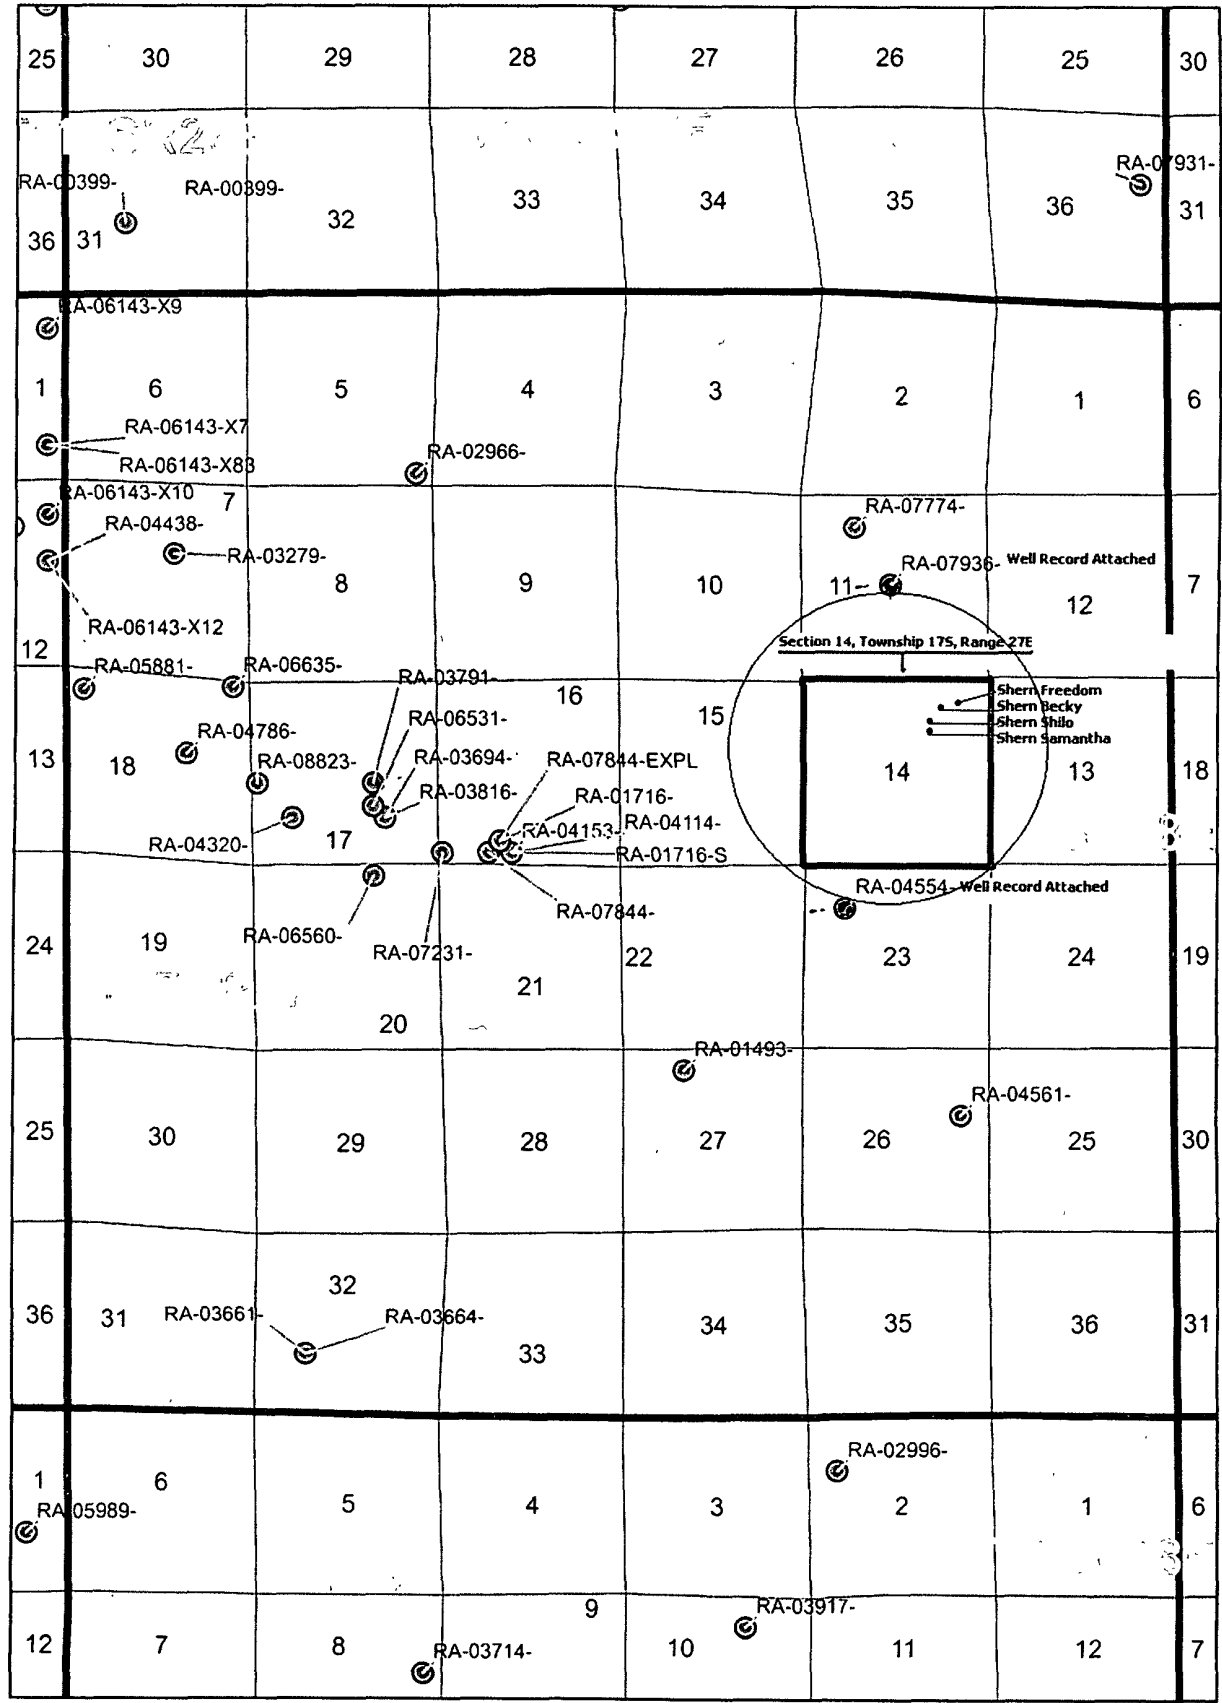 25 30 29 28 27 26 25 30
RA-07931-
RA-00399- RA-00399-
33 34 35 36 31
32
36 31
RA-06143-X9
1 6 5 4 3 2 1 6
RA-06143-X7
RA-02966-
RA-06143-X83
RA-06143-X10 7
RA-07774-
RA-04438-
RA-03279-
RA-07936- Well Record Attached
8 9 10 11 12 7
RA-06143-X12
12
Section 14, Township 17S, Range 27E
RA-05881- RA-06635-
RA-03791-
16
Shern Freedom
Shern Becky
RA-06531- 15
Shern Shilo
RA-04786-
Shern Samantha
13 18 RA-08823- RA-03694- RA-07844-EXPL
14 13 18
RA-03816- RA-01716-
RA-04153- RA-04114-
RA-04320- 17
RA-01716-S
RA-04554- Well Record Attached
RA-07844-
RA-06560-
24 19 RA-07231- 22 23 24 19
21
20
RA-01493-
RA-04561-
25 30 29 28 27 26 25 30
32
36 31 RA-03661- RA-03664- 34 35 36 31
33
RA-02996-
1 6 5 4 3 2 1 6
RA-05989-
9 RA-03917-
12 7 8 RA-03714- 10 11 12 7